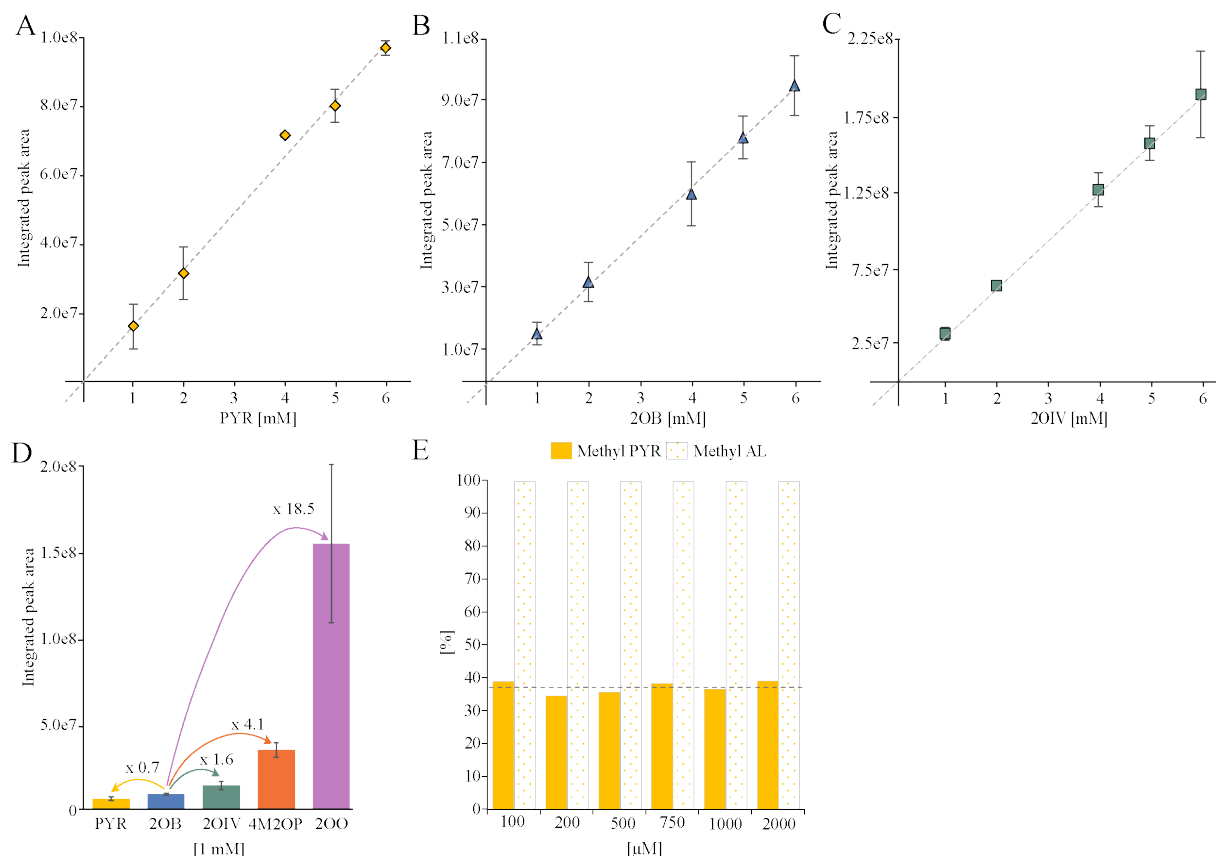 A
Integrated peak area
1.0e8
8.0e7
6.0e7
4.0e7
2.0e7
1 2 3 4 5 6
PYR [mM]
B
Integrated peak area
1.1e8
9.0e7
7.0e7
5.0e7
3.0e7
1.0e7
1 2 3 4 5 6
2OB [mM]
C
Integrated peak area
2.25e8
1.75e8
1.25e8
7.5e7
2.5e7
1 2 3 4 5 6
2OIV [mM]
D
Integrated peak area
2.0e8
1.5e8
1.0e8
5.0e7
0
x 18.5
x 4.1
x 1.6
x 0.7
PYR 2OB 2OIV 4M2OP 2OO
[1 mM]
E
Methyl PYR Methyl AL
[%]
100
90
80
70
60
50
40
30
20
10
0
100 200 500 750 1000 2000
[µM]